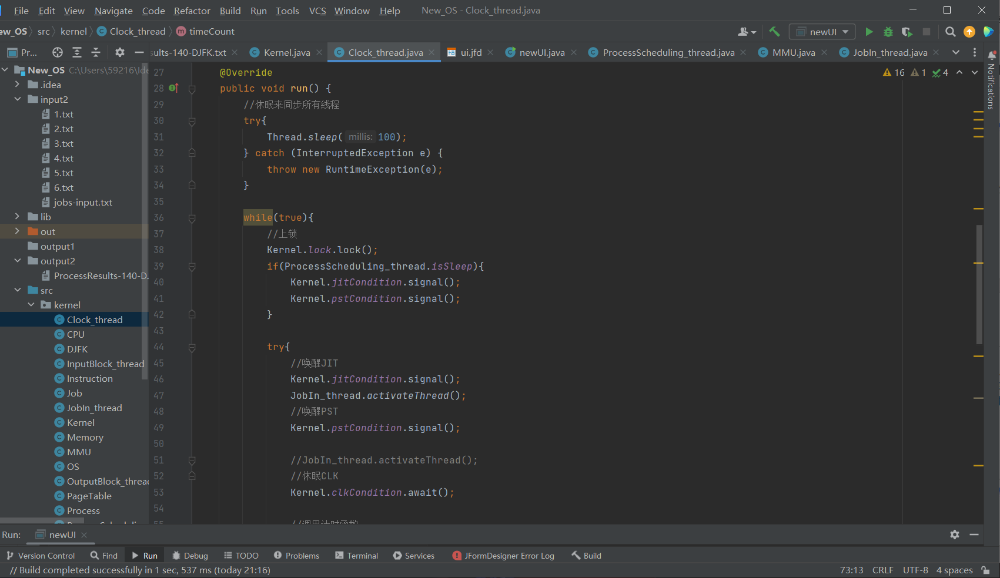 File Edit View Navigate Code Refactor Build Run Tools VCS Window Help New_OS - Clock_thread.java
ew_OS src kernel Clock_thread timeCount newUI
Pr... sults-140-DJFK.txt Kernel.java Clock_thread.java ui.jfd newUI.java ProcessScheduling_thread.java MMU.java JobIn_thread.java
New_OS C:\Users\59216\Ide
.idea
input2
1.txt
2.txt
3.txt
4.txt
5.txt
6.txt
jobs-input.txt
lib
out
output1
output2
ProcessResults-140-D
src
kernel
Clock_thread
CPU
DJFK
InputBlock_thread
Instruction
Job
JobIn_thread
Kernel
Memory
MMU
OS
OutputBlock_threa
PageTable
Process
16 1 4
Notifications
27 @Override
28 public void run() {
29 //休眠来同步所有线程
30 try{
31 Thread.sleep( millis: 100);
32 } catch (InterruptedException e) {
33 throw new RuntimeException(e);
34 }
35
36 while(true){
37 //上锁
38 Kernel.lock.lock();
39 if(ProcessScheduling_thread.isSleep){
40 Kernel.jitCondition.signal();
41 Kernel.pstCondition.signal();
42 }
43
44 try{
45 //唤醒JIT
46 Kernel.jitCondition.signal();
47 JobIn_thread.activateThread();
48 //唤醒PST
49 Kernel.pstCondition.signal();
50
51 //JobIn_thread.activateThread();
52 //休眠CLK
53 Kernel.clkCondition.await();
54
Run: newUI
Version Control Find Run Debug TODO Problems Terminal Services JFormDesigner Error Log Build
// Build completed successfully in 1 sec, 537 ms (today 21:16) 73:13 CRLF UTF-8 4 spaces